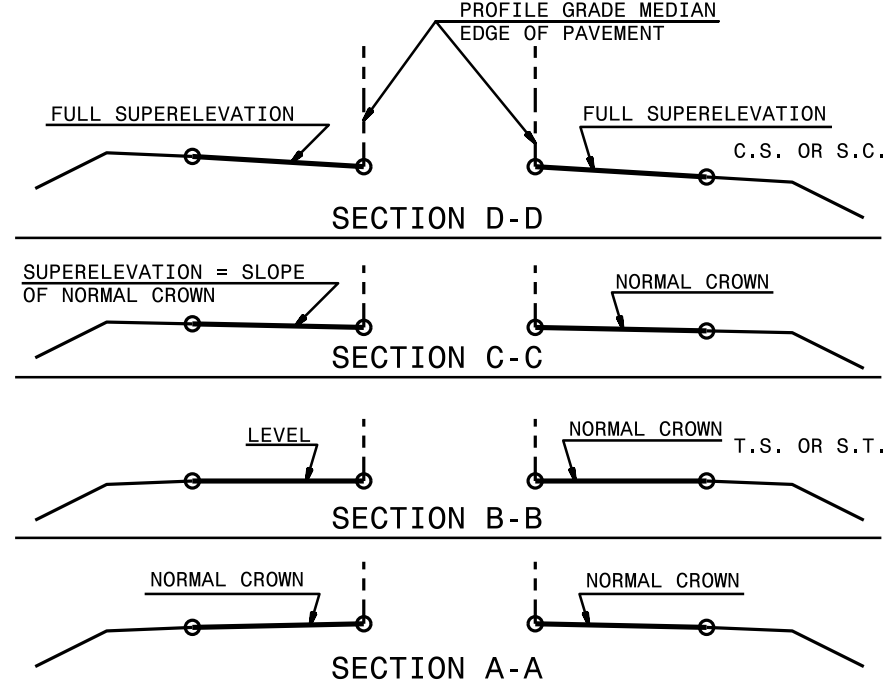 PROFILE GRADE MEDIAN
EDGE OF PAVEMENT
FULL SUPERELEVATION
FULL SUPERELEVATION
C.S. OR S.C.
SECTION D-D
SUPERELEVATION = SLOPE
OF NORMAL CROWN
NORMAL CROWN
SECTION C-C
LEVEL
NORMAL CROWN
T.S. OR S.T.
SECTION B-B
NORMAL CROWN
NORMAL CROWN
SECTION A-A